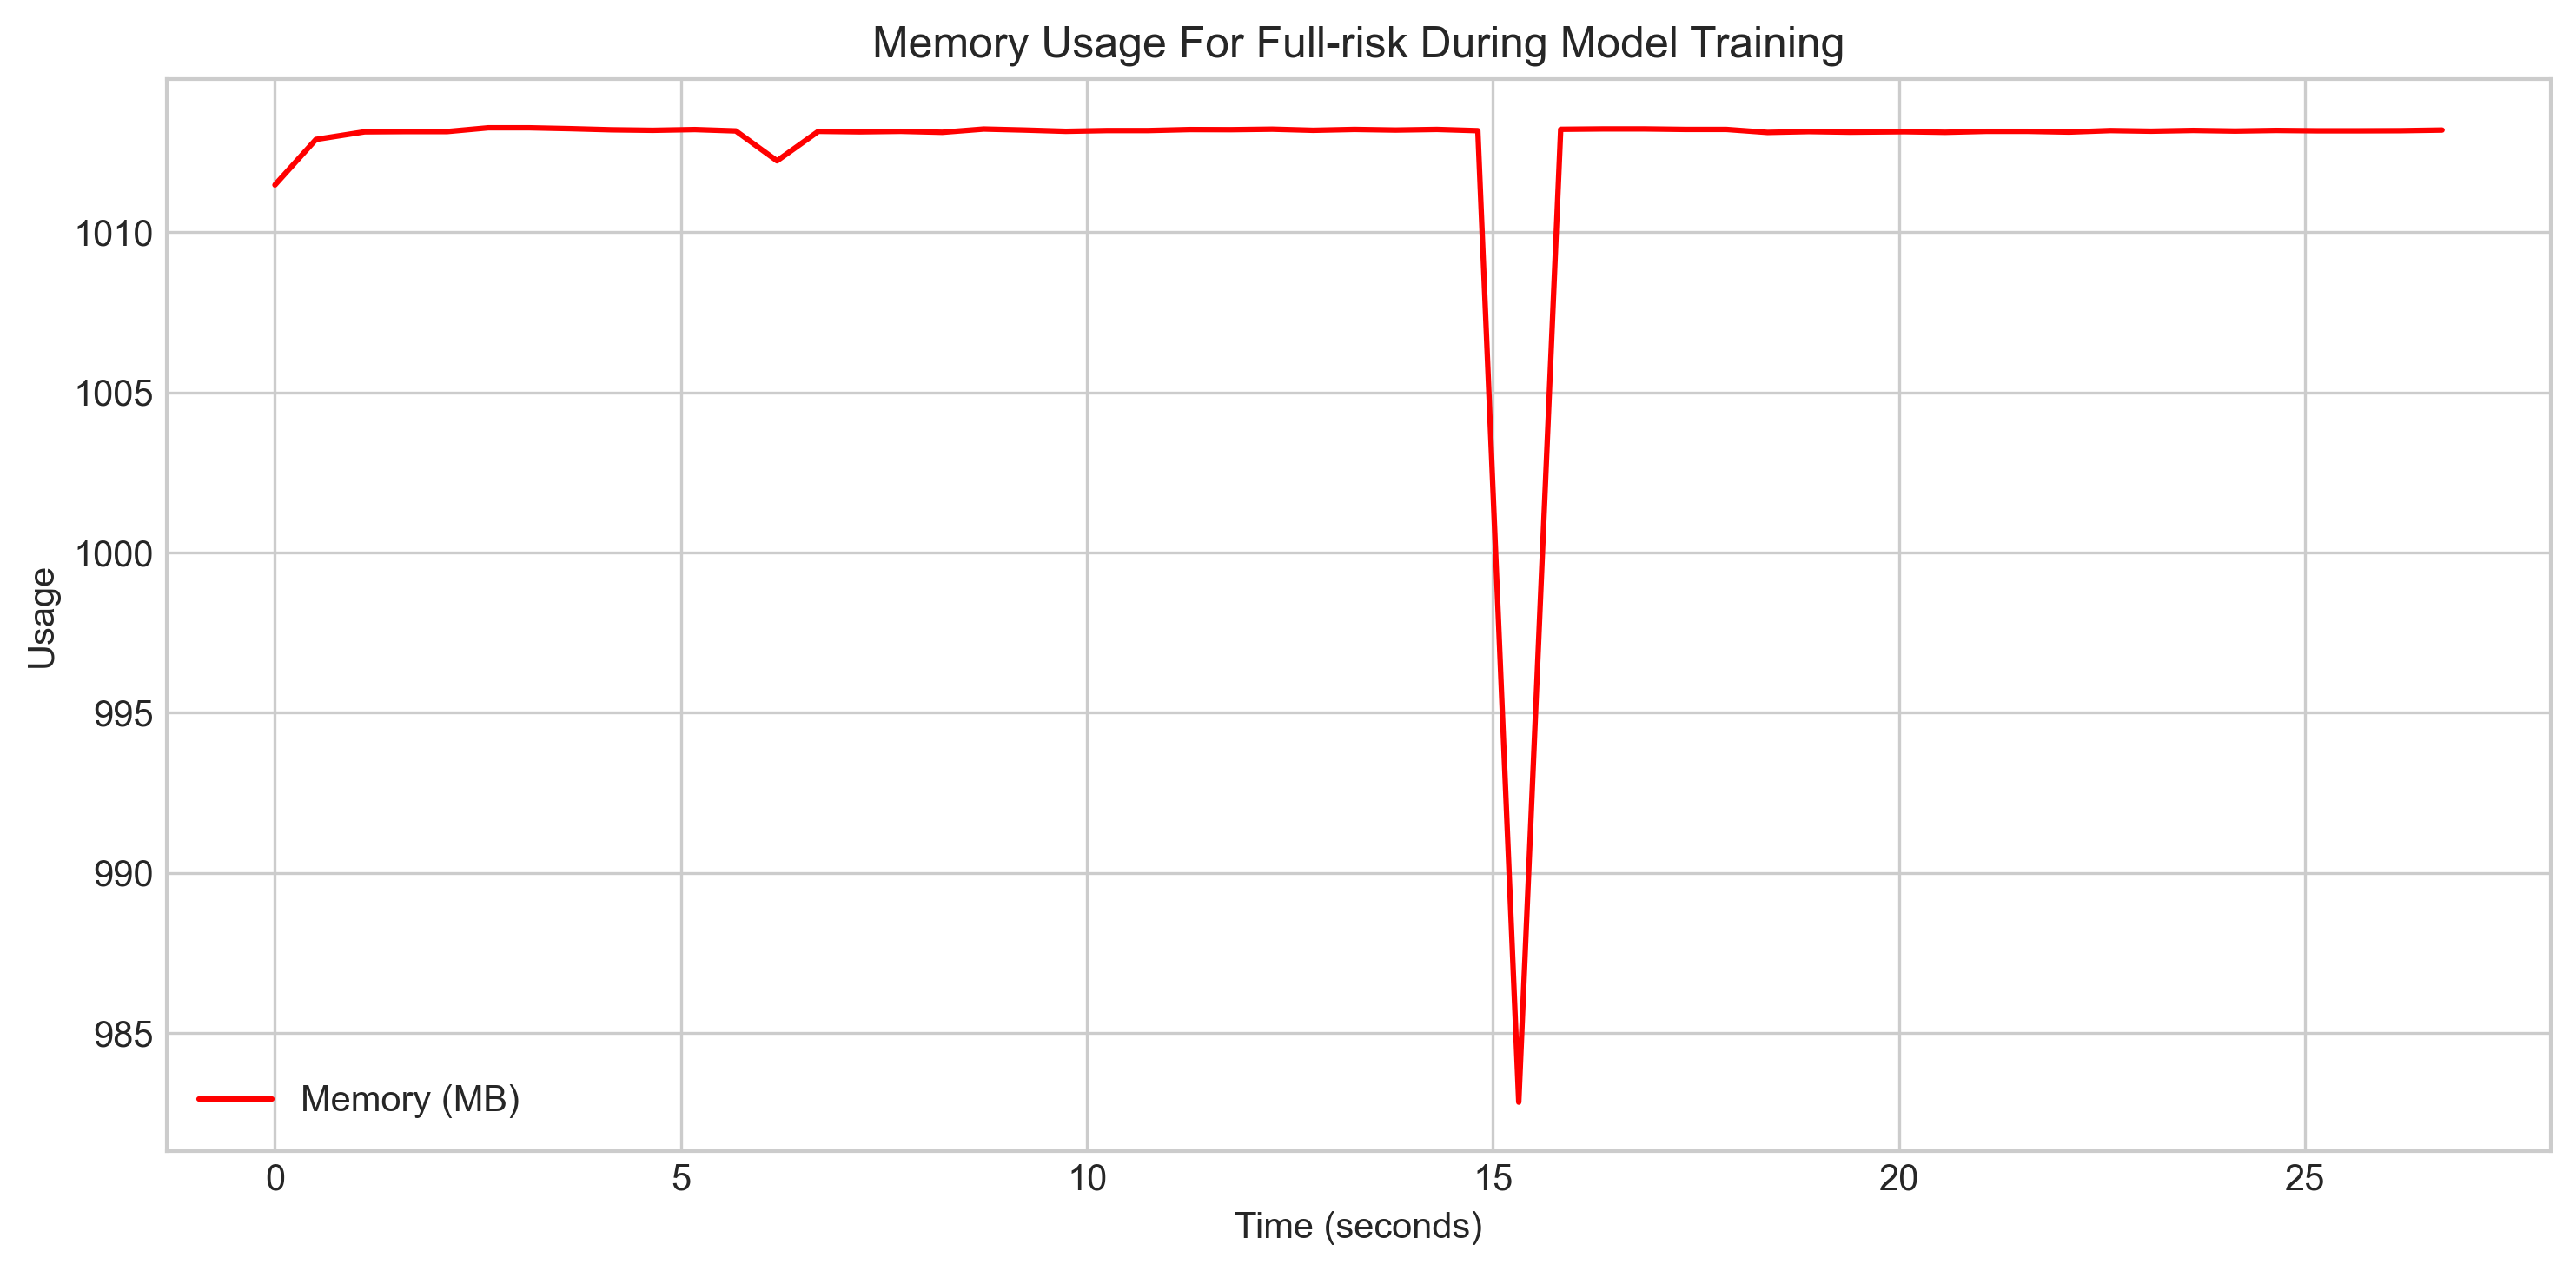 Memory Usage For Full-risk During Model Training
1010
1005
1000
995
990
985
Usage
Memory (MB)
0 5 10 15 20 25
Time (seconds)